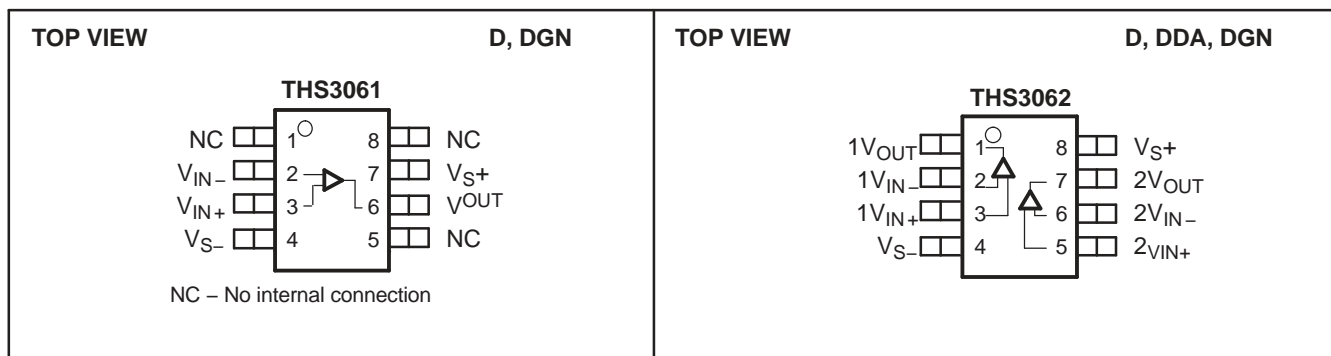 TOP VIEW D, DGN
THS3061
NC 1 8 NC
VIN− 2 7 VS+
VIN+ 3 6 VOUT
VS− 4 5 NC
NC − No internal connection
TOP VIEW D, DDA, DGN
THS3062
1VOUT 1 8 VS+
1VIN− 2 7 2VOUT
1VIN+ 3 6 2VIN−
VS− 4 5 2VIN+